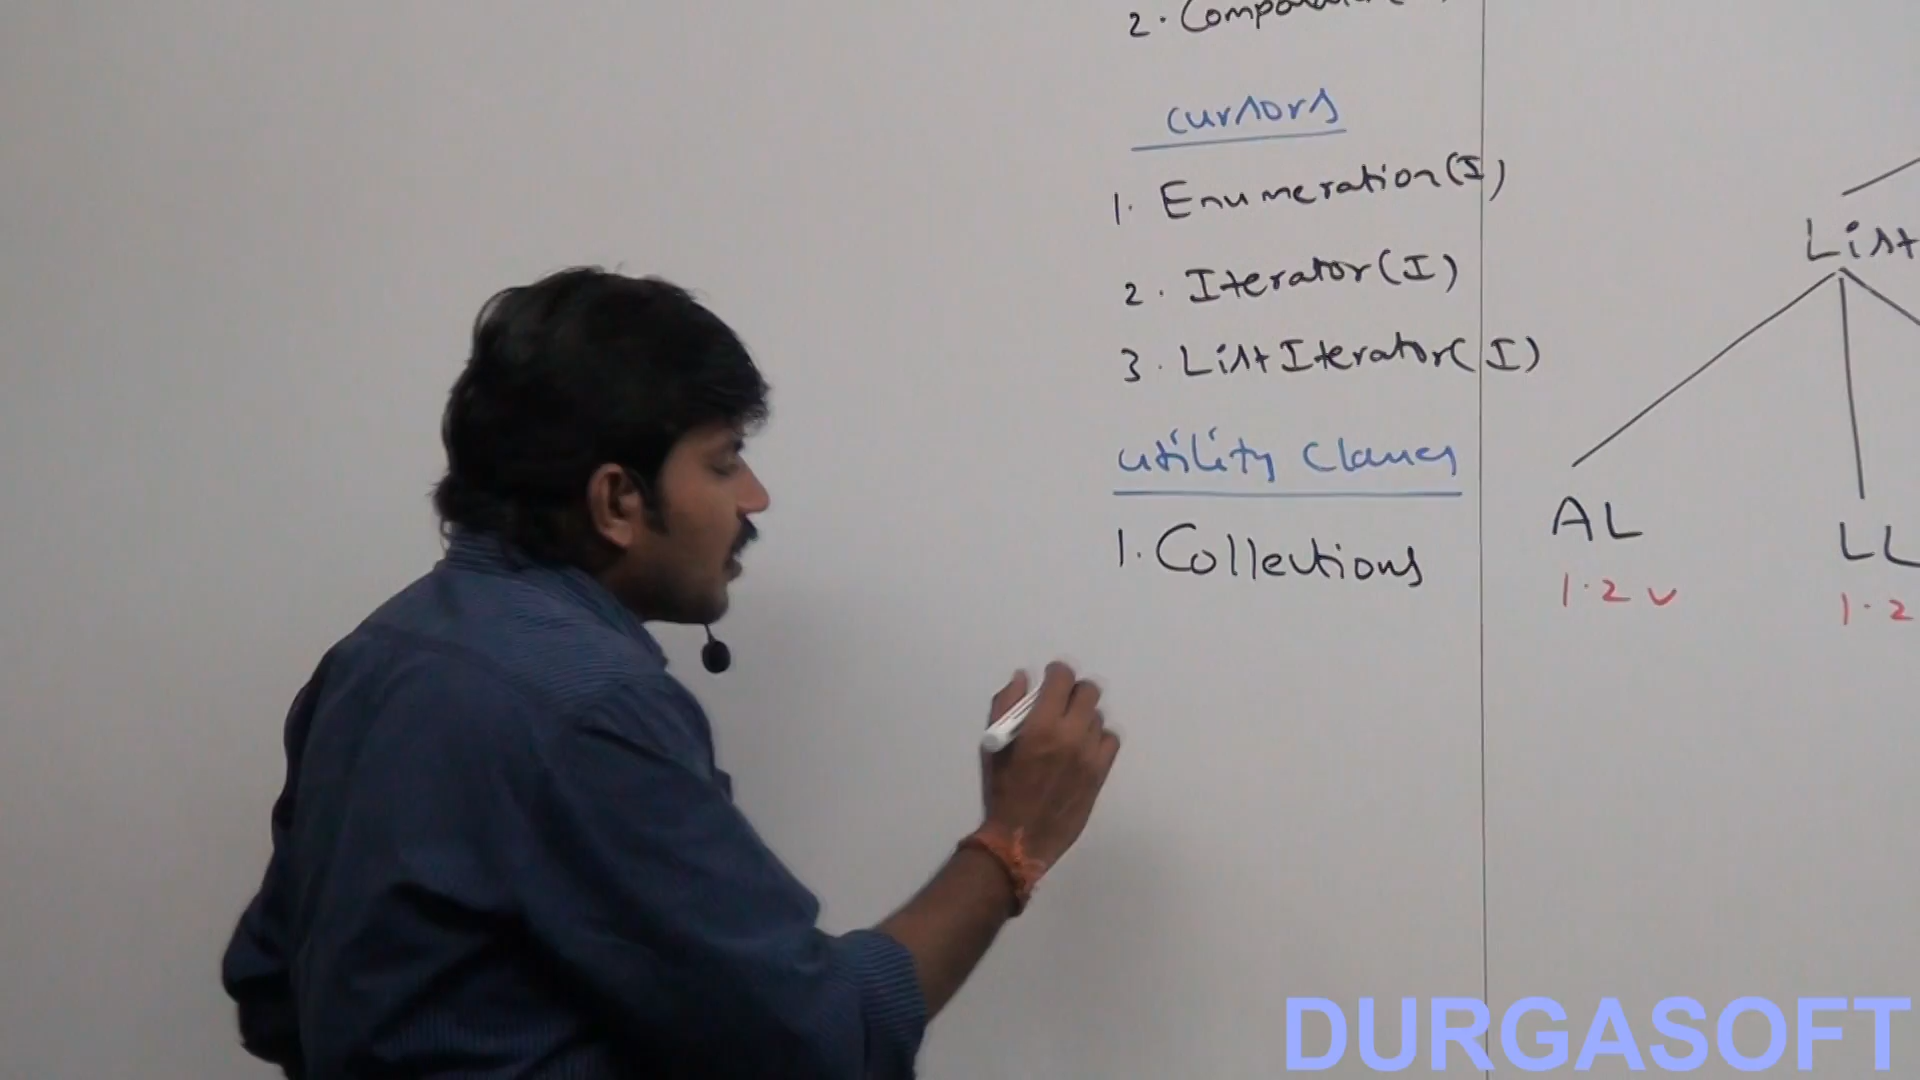 2.
cursors
1. Enumeration(I)
2. Iterator(I)
3. ListIterator(I)
utility classes
1. Collections
List
AL
1.2 v
LL
1.2
DURGASOFT